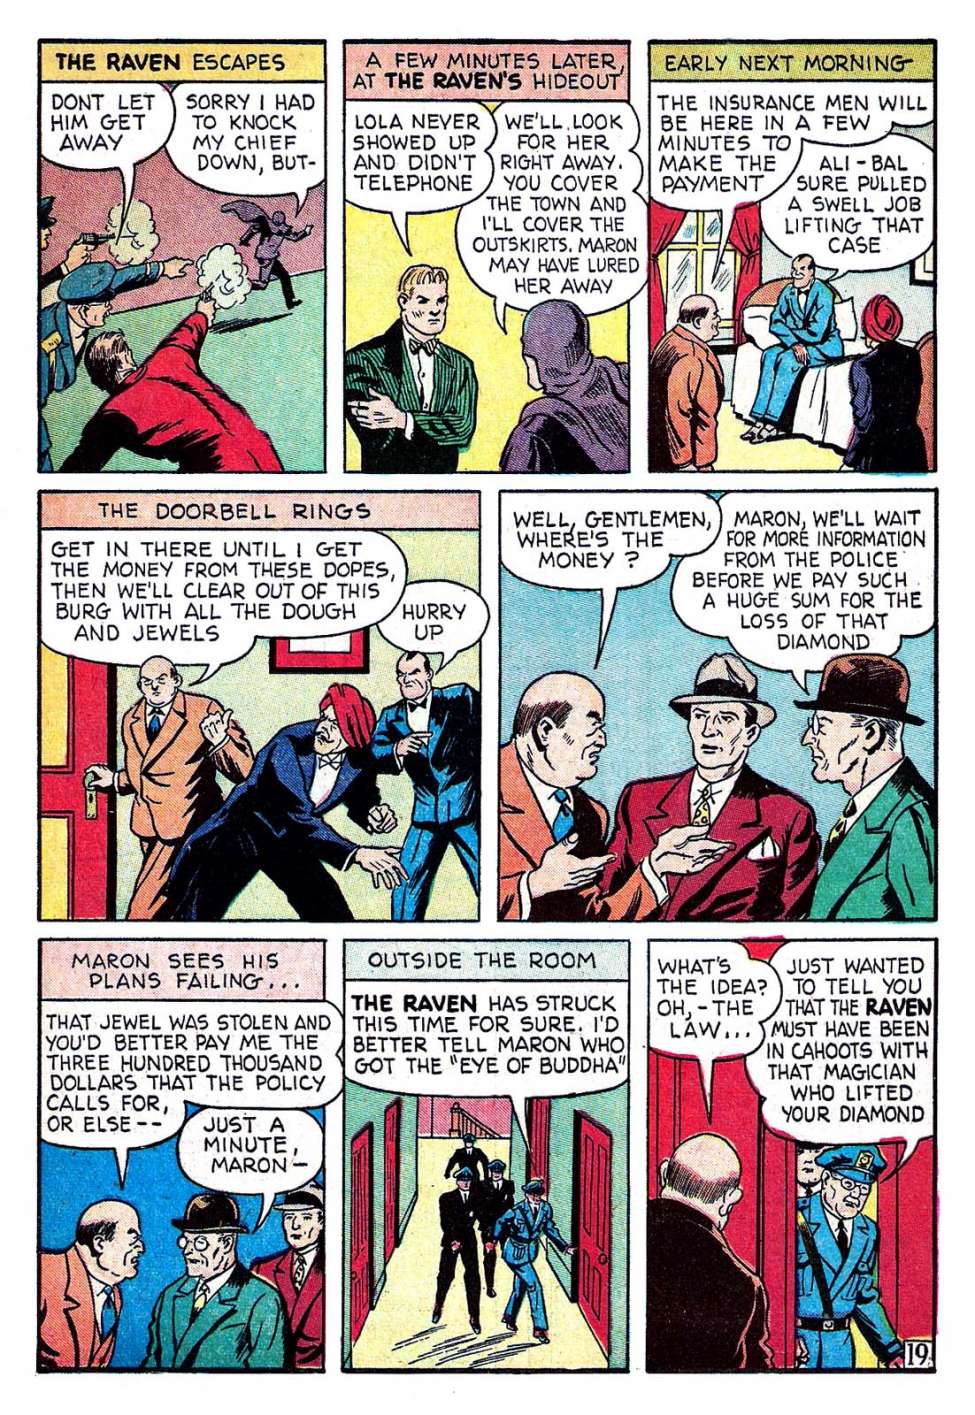 THE RAVEN ESCAPES
DONT LET
HIM GET
AWAY
SORRY I HAD
TO KNOCK
MY CHIEF
DOWN, BUT-
A FEW MINUTES LATER,
AT THE RAVEN'S HIDEOUT
LOLA NEVER
SHOWED UP
AND DIDN'T
TELEPHONE
WE'LL LOOK
FOR HER
RIGHT AWAY.
YOU COVER
THE TOWN AND
I'LL COVER THE
OUTSKIRTS. MARON
MAY HAVE LURED
HER AWAY
EARLY NEXT MORNING
THE INSURANCE MEN WILL
BE HERE IN A FEW
MINUTES TO
MAKE THE
PAYMENT
ALI-BAL
SURE PULLED
A SWELL JOB
LIFTING THAT
CASE
THE DOORBELL RINGS
GET IN THERE UNTIL I GET
THE MONEY FROM THESE DOPES,
THEN WE'LL CLEAR OUT OF THIS
BURG WITH ALL THE DOUGH
AND JEWELS
HURRY
UP
WELL, GENTLEMEN,
WHERE'S THE
MONEY ?
MARON, WE'LL WAIT
FOR MORE INFORMATION
FROM THE POLICE
BEFORE WE PAY SUCH
A HUGE SUM FOR THE
LOSS OF THAT
DIAMOND
MARON SEES HIS
PLANS FAILING...
THAT JEWEL WAS STOLEN AND
YOU'D BETTER PAY ME THE
THREE HUNDRED THOUSAND
DOLLARS THAT THE POLICY
CALLS FOR,
OR ELSE--
JUST A
MINUTE,
MARON-
OUTSIDE THE ROOM
THE RAVEN HAS STRUCK
THIS TIME FOR SURE. I'D
BETTER TELL MARON WHO
GOT THE "EYE OF BUDDHA"
WHAT'S
THE IDEA?
OH,-THE
LAW...
JUST WANTED
TO TELL YOU
THAT THE RAVEN
MUST HAVE BEEN
IN CAHOOTS WITH
THAT MAGICIAN
WHO LIFTED
YOUR DIAMOND
19